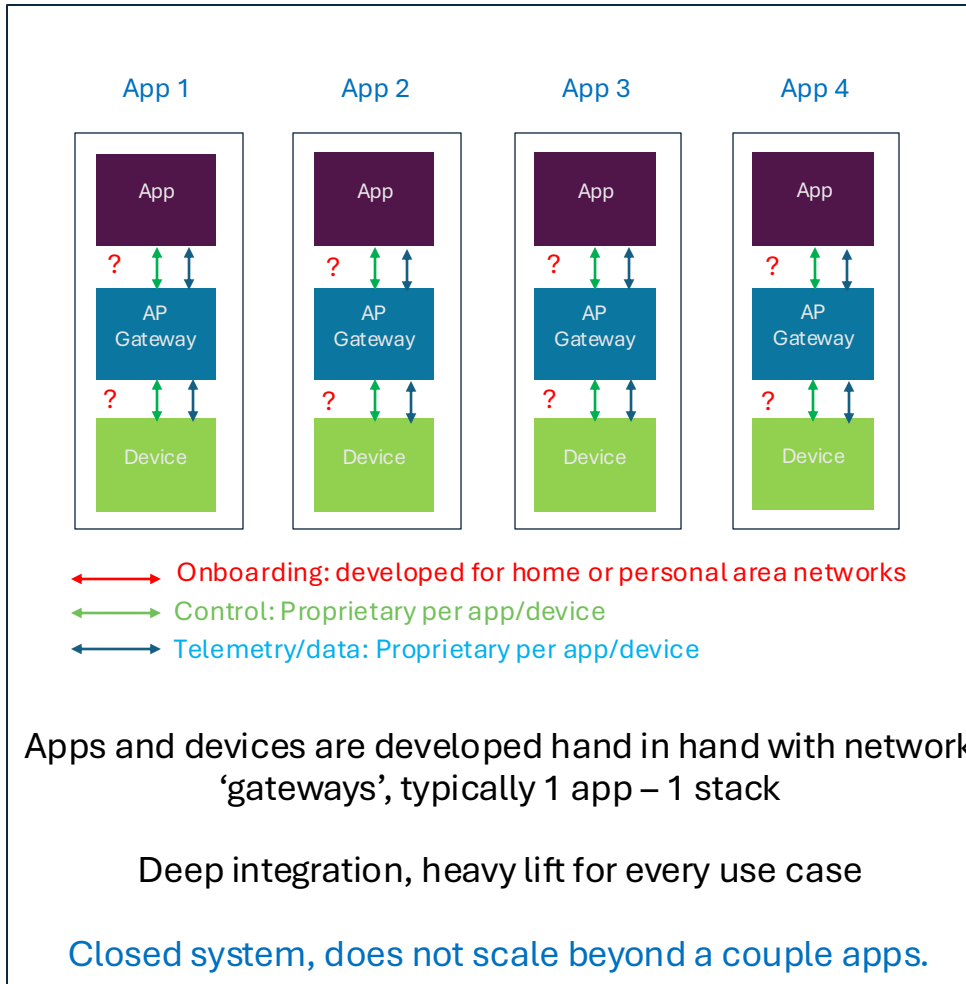 App 1
App 2
App 3
App 4
App
App
App
App
?
?
?
?
AP
Gateway
AP
Gateway
AP
Gateway
AP
Gateway
?
?
?
?
Device
Device
Device
Device
Onboarding: developed for home or personal area networks
Control: Proprietary per app/device
Telemetry/data: Proprietary per app/device
Apps and devices are developed hand in hand with network
‘gateways’, typically 1 app – 1 stack
Deep integration, heavy lift for every use case
Closed system, does not scale beyond a couple apps.